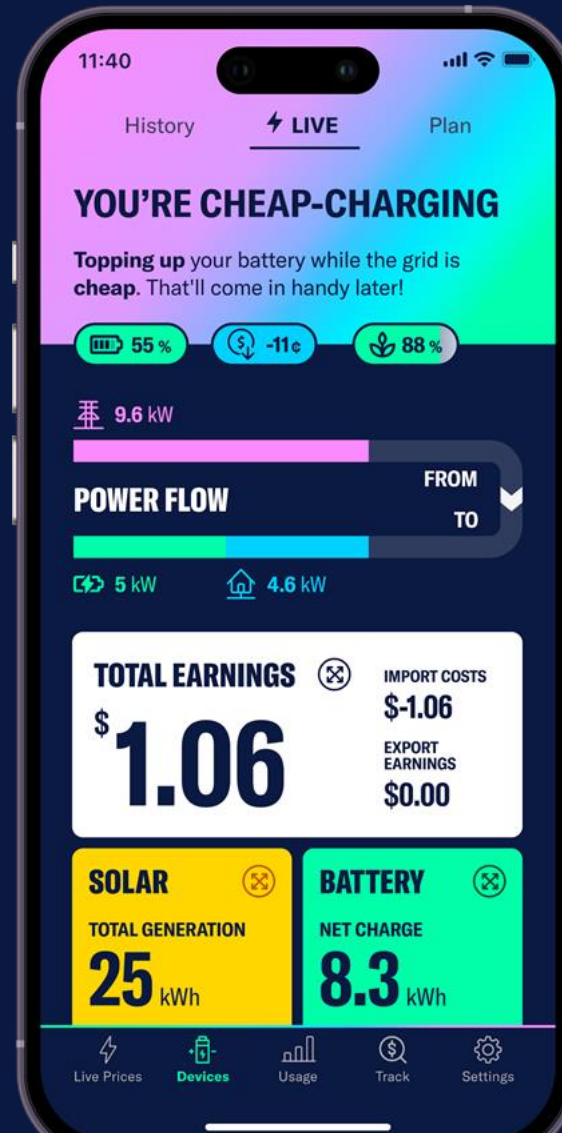 11:40
History
LIVE
Plan
YOU'RE CHEAP-CHARGING
Topping up your battery while the grid is
cheap. That'll come in handy later!
55 %
$
-11¢
88 %
9.6 kW
FROM
POWER FLOW
TO
5 kW
4.6 kW
TOTAL EARNINGS
$1.06
IMPORT COSTS
$-1.06
EXPORT
EARNINGS
$0.00
SOLAR
TOTAL GENERATION
25 kWh
BATTERY
NET CHARGE
8.3 kWh
Live Prices
Devices
Usage
$
Track
Settings